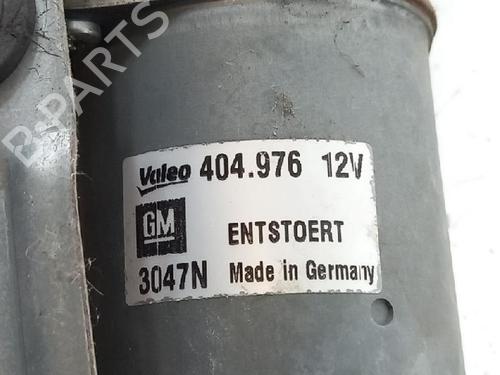 B-PARTS
Valeo 404.976 12V
GM ENTSTOERT
3047N Made in Germany